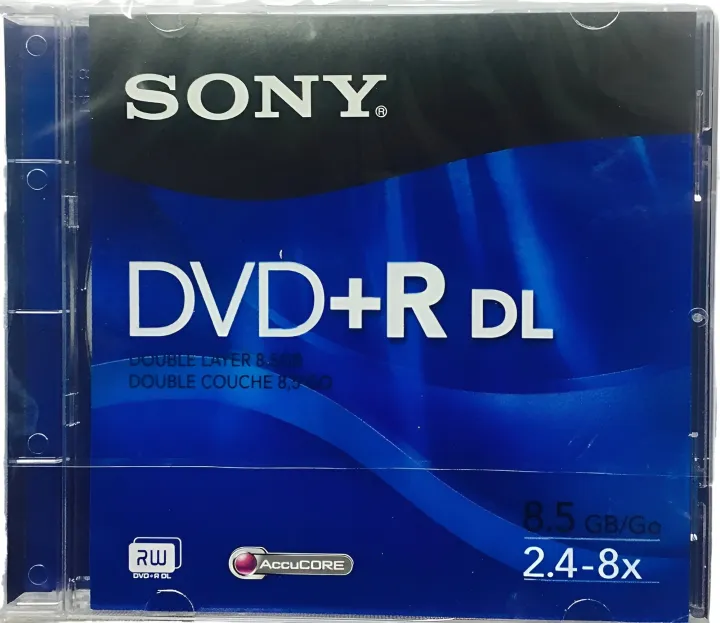 SONY®
DVD+R DL
DOUBLE LAYER 8.5GB
DOUBLE COUCHE 8,5 GO
8.5 GB/Go
2.4-8x
RW
DVD+R DL
AccuCORE